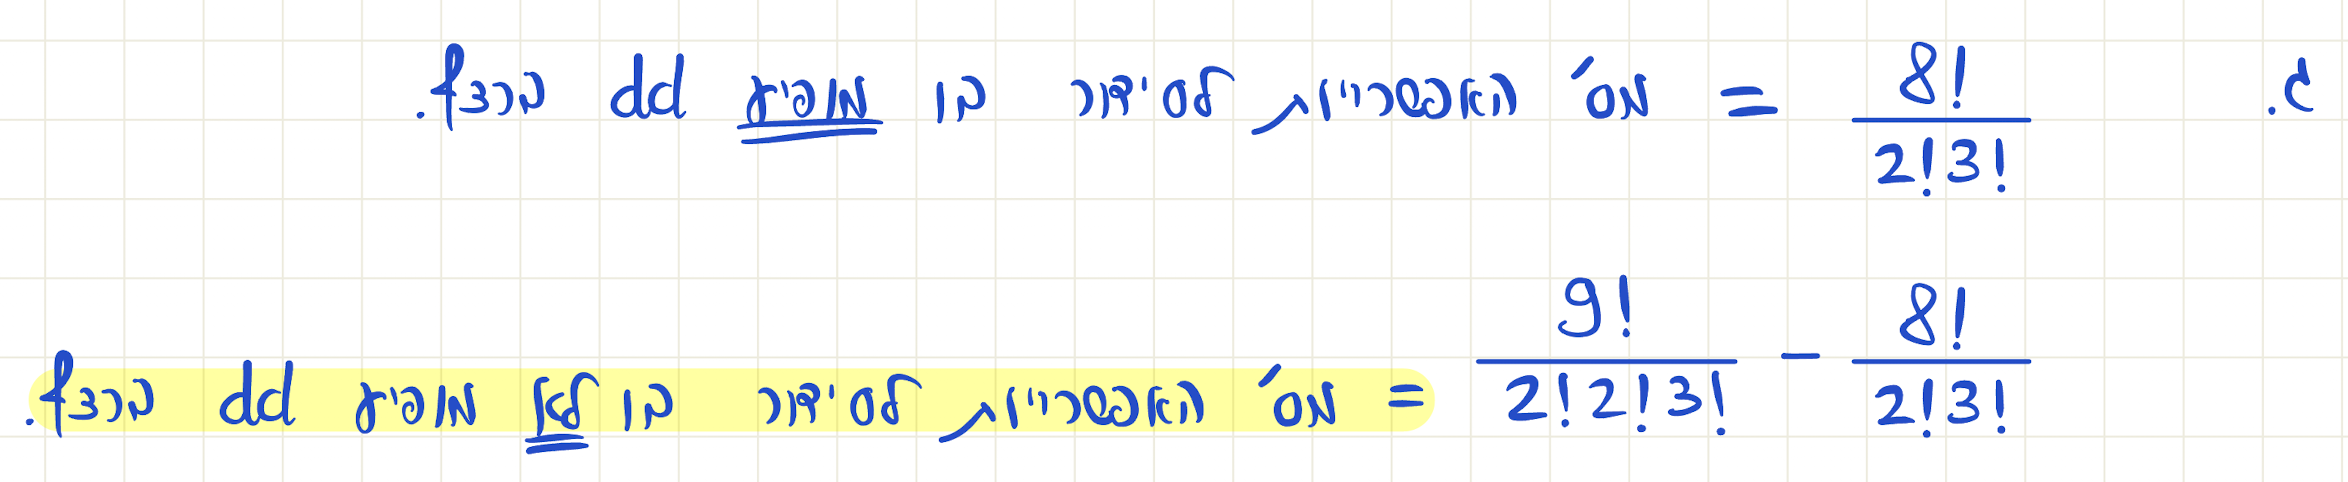 ג. 8!/2!3! = מס׳ האפשרויות לסידור בו מופיע dd ברצף.
9!/2!2!3! - 8!/2!3! = מס׳ האפשרויות לסידור בו לא מופיע dd ברצף.